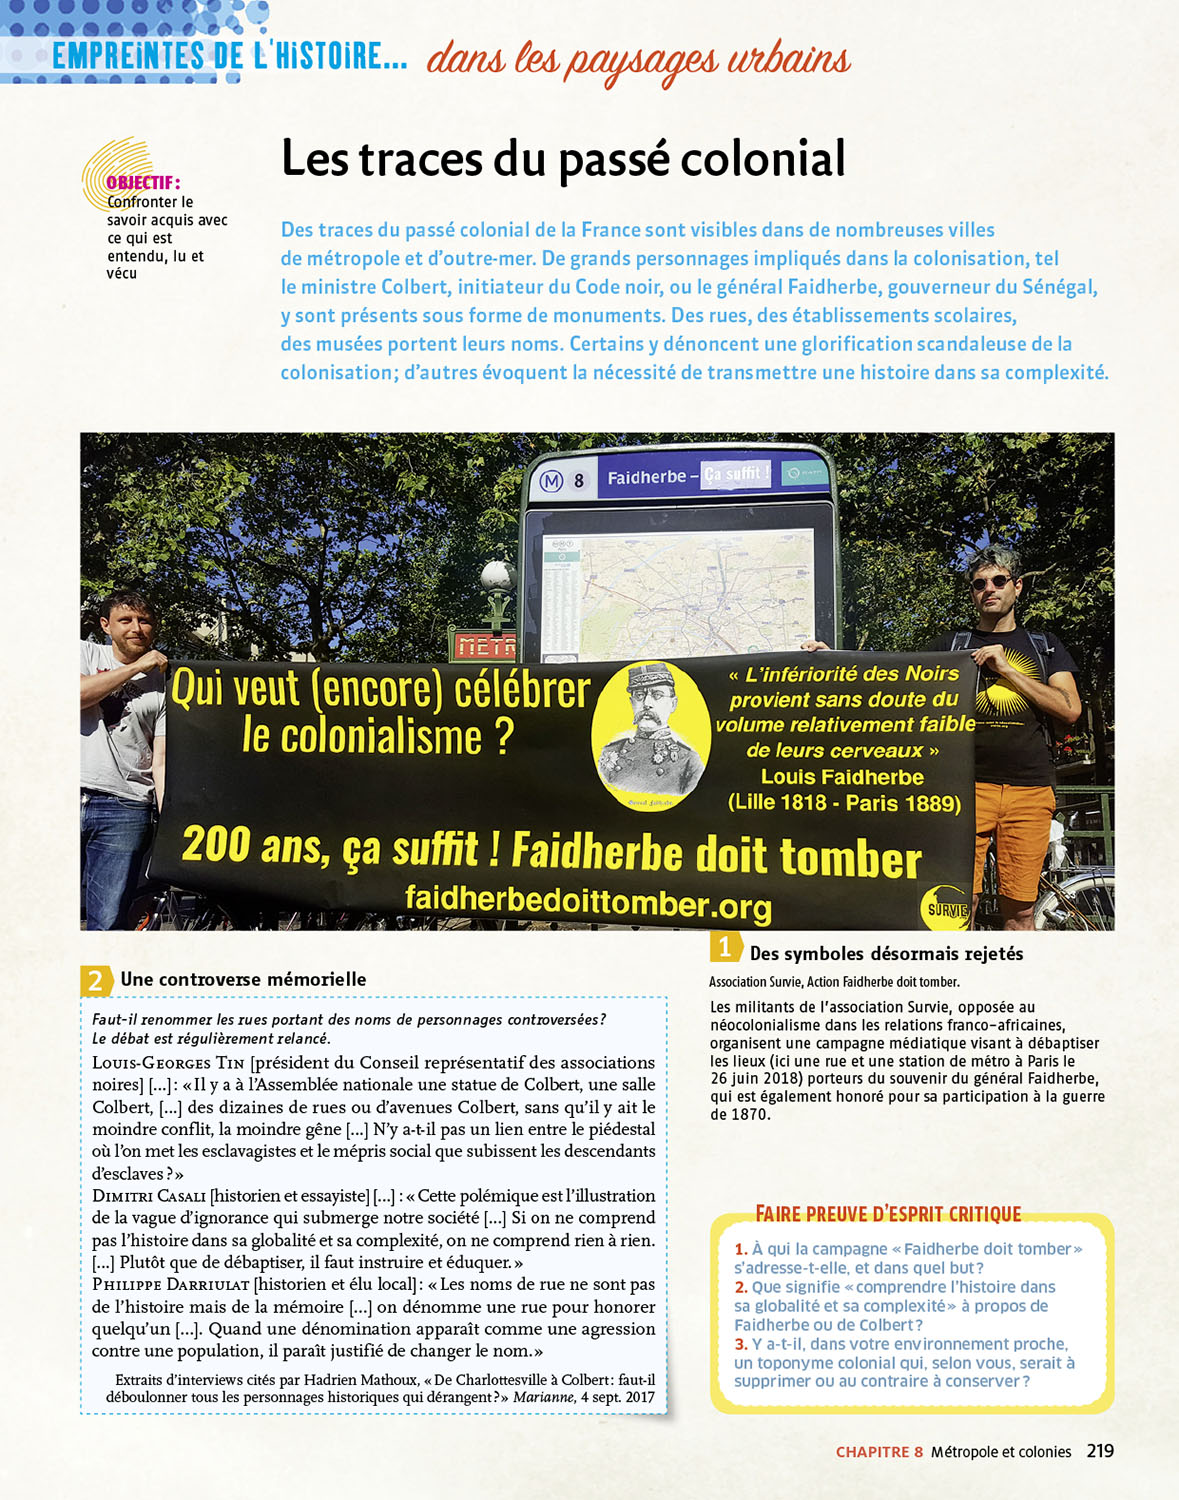 EMPREINTES DE L'HISTOIRE... dans les paysages urbains
Les traces du passé colonial
OBJECTIF :
Confronter le
savoir acquis avec
ce qui est
entendu, lu et
vécu
Des traces du passé colonial de la France sont visibles dans de nombreuses villes
de métropole et d'outre-mer. De grands personnages impliqués dans la colonisation, tel
le ministre Colbert, initiateur du Code noir, ou le général Faidherbe, gouverneur du Sénégal,
y sont présents sous forme de monuments. Des rues, des établissements scolaires,
des musées portent leurs noms. Certains y dénoncent une glorification scandaleuse de la
colonisation ; d'autres évoquent la nécessité de transmettre une histoire dans sa complexité.
M 8 Faidherbe – Ça suffit !
METR
Qui veut (encore) célébrer
le colonialisme ?
« L'infériorité des Noirs
provient sans doute du
volume relativement faible
de leurs cerveaux »
Louis Faidherbe
(Lille 1818 - Paris 1889)
200 ans, ça suffit ! Faidherbe doit tomber
faidherbedoittomber.org
SURVIE
1 Des symboles désormais rejetés
Association Survie, Action Faidherbe doit tomber.
Les militants de l'association Survie, opposée au
néocolonialisme dans les relations franco-africaines,
organisent une campagne médiatique visant à débaptiser
les lieux (ici une rue et une station de métro à Paris le
26 juin 2018) porteurs du souvenir du général Faidherbe,
qui est également honoré pour sa participation à la guerre
de 1870.
2 Une controverse mémorielle
Faut-il renommer les rues portant des noms de personnages controversées ?
Le débat est régulièrement relancé.
LOUIS-GEORGES TIN [président du Conseil représentatif des associations
noires] [...] : « Il y a à l'Assemblée nationale une statue de Colbert, une salle
Colbert, [...] des dizaines de rues ou d'avenues Colbert, sans qu'il y ait le
moindre conflit, la moindre gêne [...] N'y a-t-il pas un lien entre le piédestal
où l'on met les esclavagistes et le mépris social que subissent les descendants
d'esclaves ? »
DIMITRI CASALI [historien et essayiste] [...] : « Cette polémique est l'illustration
de la vague d'ignorance qui submerge notre société [...] Si on ne comprend
pas l'histoire dans sa globalité et sa complexité, on ne comprend rien à rien.
[...] Plutôt que de débaptiser, il faut instruire et éduquer. »
PHILIPPE DARRIULAT [historien et élu local] : « Les noms de rue ne sont pas
de l'histoire mais de la mémoire [...] on dénomme une rue pour honorer
quelqu'un [...]. Quand une dénomination apparaît comme une agression
contre une population, il paraît justifié de changer le nom. »
Extraits d'interviews cités par Hadrien Mathoux, « De Charlottesville à Colbert : faut-il
déboulonner tous les personnages historiques qui dérangent ? » Marianne, 4 sept. 2017
FAIRE PREUVE D'ESPRIT CRITIQUE
1. À qui la campagne « Faidherbe doit tomber »
s'adresse-t-elle, et dans quel but ?
2. Que signifie « comprendre l'histoire dans
sa globalité et sa complexité » à propos de
Faidherbe ou de Colbert ?
3. Y a-t-il, dans votre environnement proche,
un toponyme colonial qui, selon vous, serait à
supprimer ou au contraire à conserver ?
CHAPITRE 8 Métropole et colonies 219